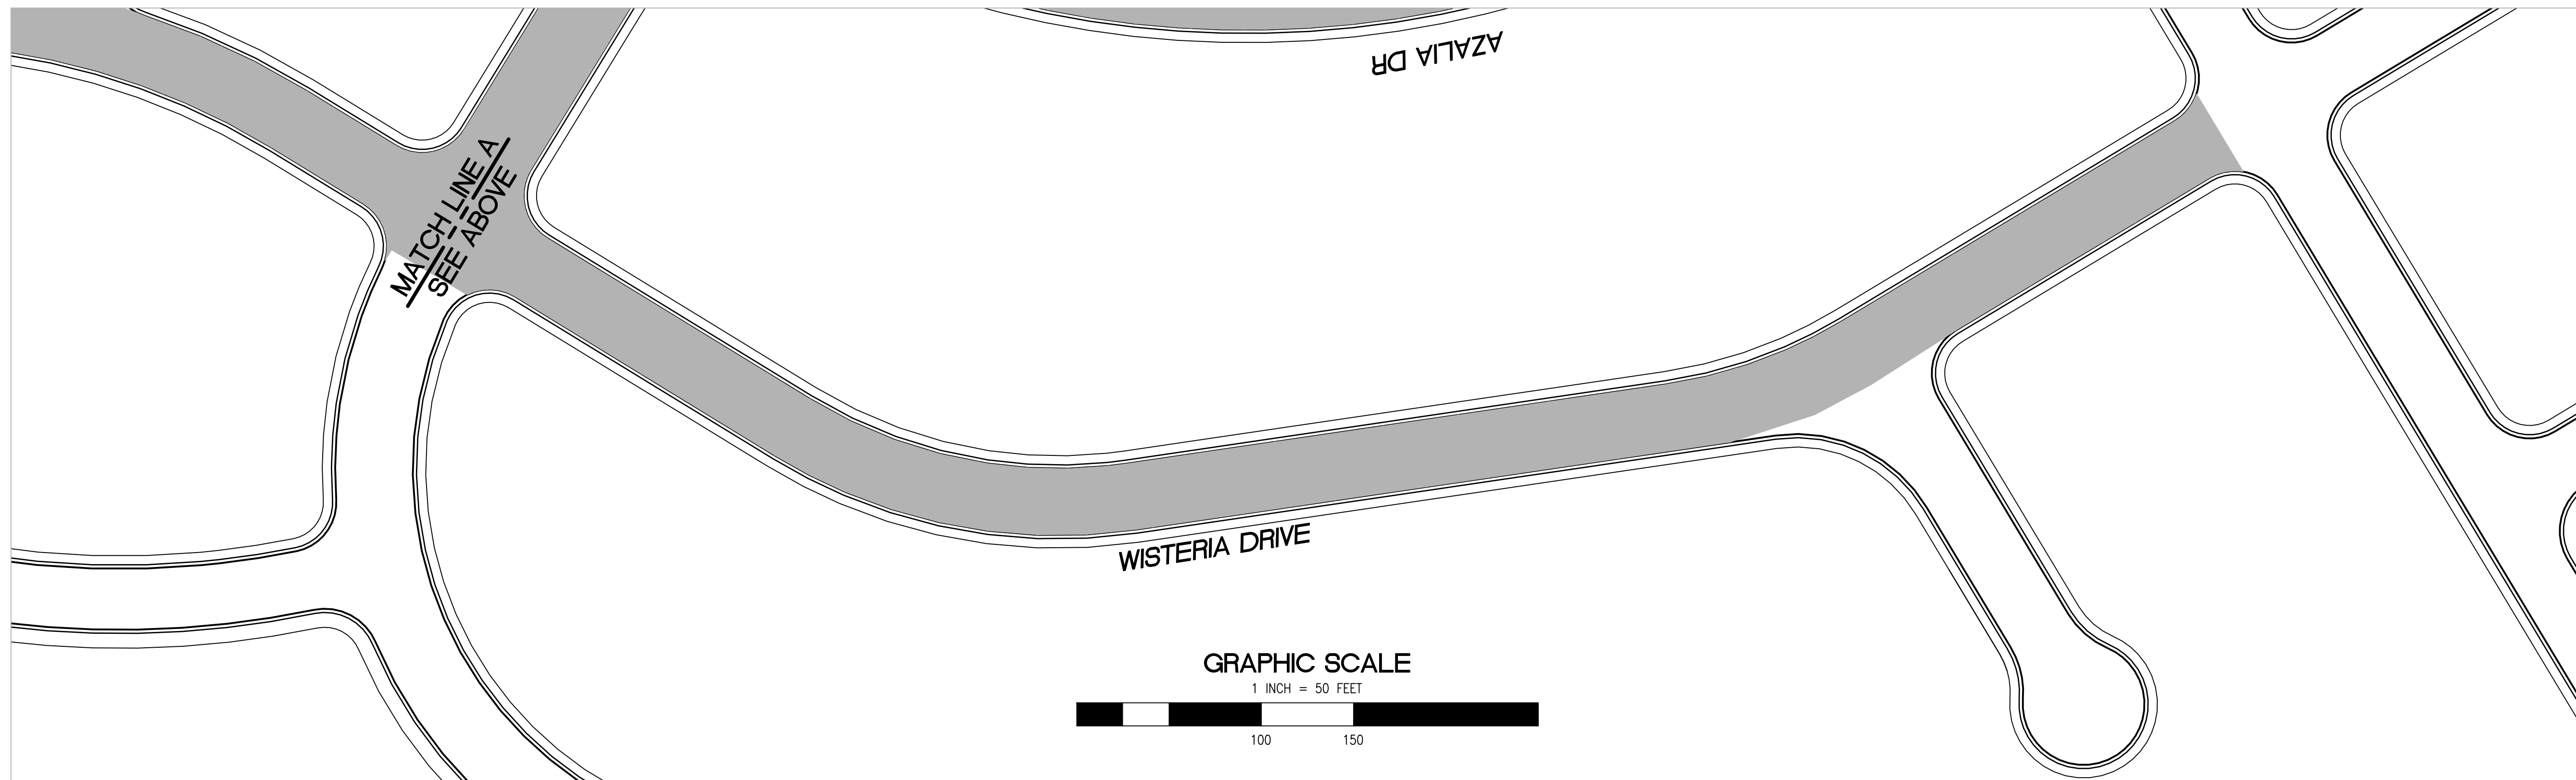 AZALIA DR
MATCH LINE A
SEE ABOVE
WISTERIA DRIVE
GRAPHIC SCALE
1 INCH = 50 FEET
100 150